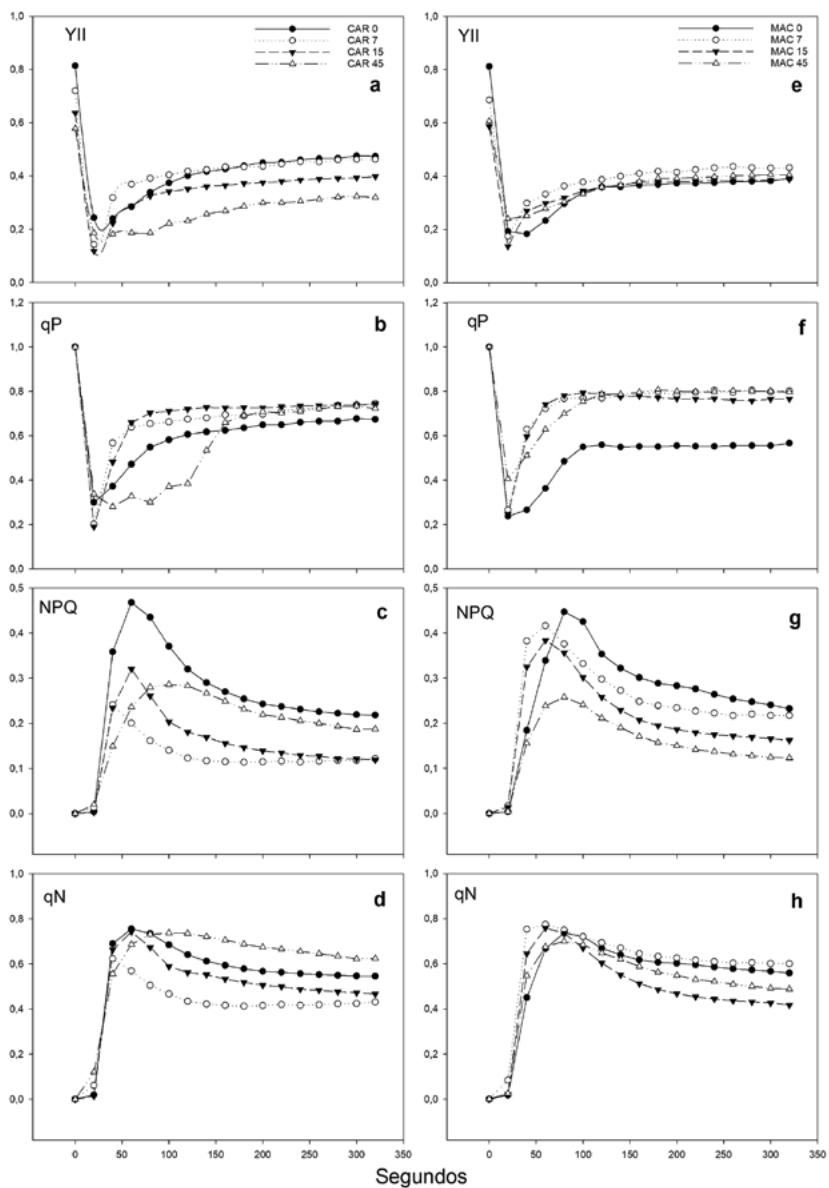 YII
CAR 0
CAR 7
CAR 15
CAR 45
a
1,0
0,8
0,6
0,4
0,2
0,0
YII
MAC 0
MAC 7
MAC 15
MAC 45
e
1,0
0,8
0,6
0,4
0,2
0,0
qP
b
1,2
1,0
0,8
0,6
0,4
0,2
0,0
qP
f
1,2
1,0
0,8
0,6
0,4
0,2
0,0
NPQ
c
0,5
0,4
0,3
0,2
0,1
0,0
NPQ
g
0,5
0,4
0,3
0,2
0,1
0,0
qN
d
1,0
0,8
0,6
0,4
0,2
0,0
0 50 100 150 200 250 300 350
qN
h
1,0
0,8
0,6
0,4
0,2
0,0
0 50 100 150 200 250 300 350
Segundos